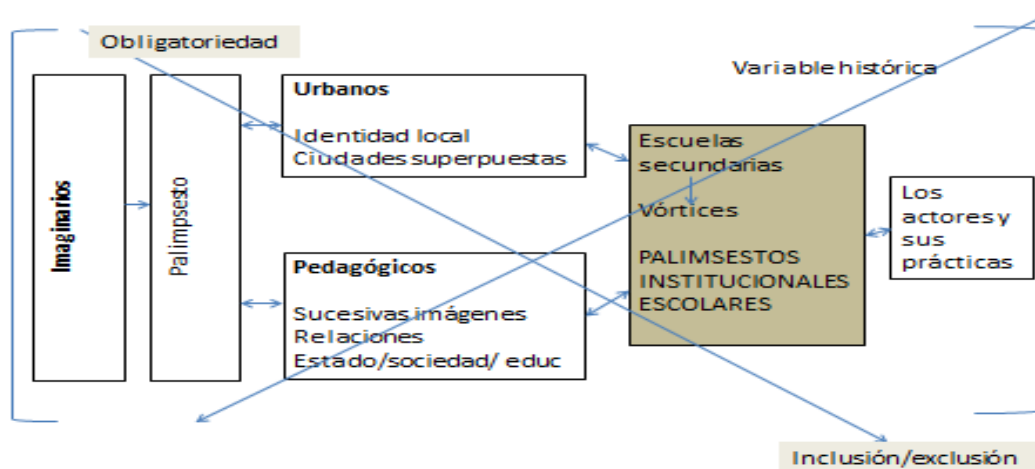 Obligatoriedad
Variable histórica
Imaginarios
Palimpsesto
Urbanos
Identidad local
Ciudades superpuestas
Pedagógicos
Sucesivas imágenes
Relaciones
Estado/sociedad/ educ
Escuelas
secundarias
Vórtices
PALIMSESTOS
INSTITUCIONALES
ESCOLARES
Los
actores y
sus
prácticas
Inclusión/exclusión